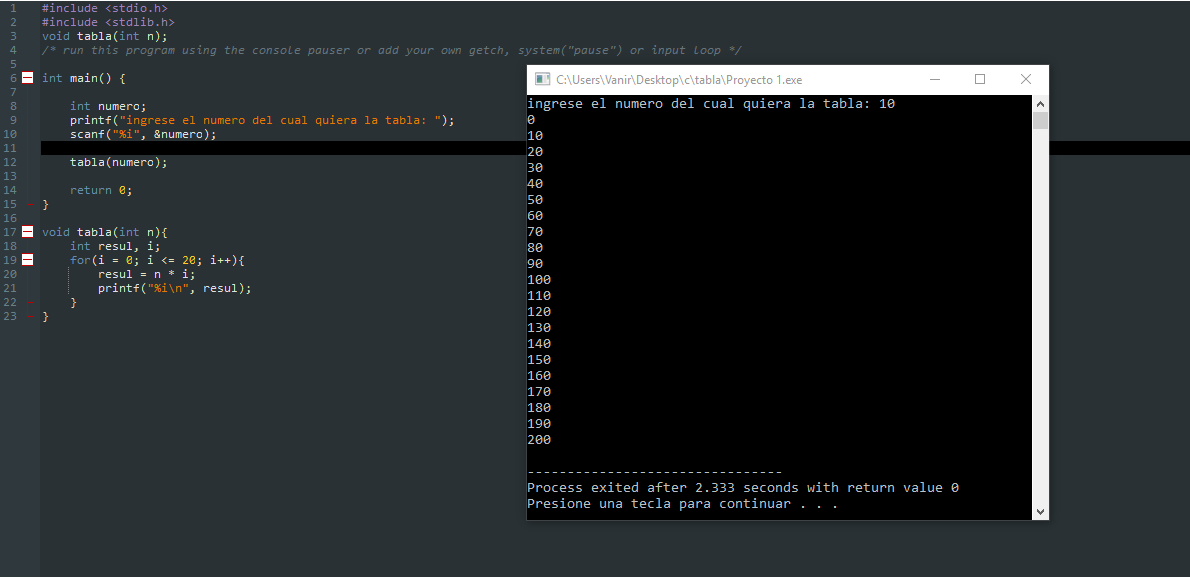 1 #include <stdio.h>
2 #include <stdlib.h>
3 void tabla(int n);
4 /* run this program using the console pauser or add your own getch, system("pause") or input loop */
5
6 int main() {
7
8 int numero;
9 printf("ingrese el numero del cual quiera la tabla: ");
10 scanf("%i", &numero);
11
12 tabla(numero);
13
14 return 0;
15 }
16
17 void tabla(int n){
18 int resul, i;
19 for(i = 0; i <= 20; i++){
20 resul = n * i;
21 printf("%i\n", resul);
22 }
23 }
C:\Users\Vanir\Desktop\c\tabla\Proyecto 1.exe
ingrese el numero del cual quiera la tabla: 10
0
10
20
30
40
50
60
70
80
90
100
110
120
130
140
150
160
170
180
190
200
--------------------------------
Process exited after 2.333 seconds with return value 0
Presione una tecla para continuar . . .